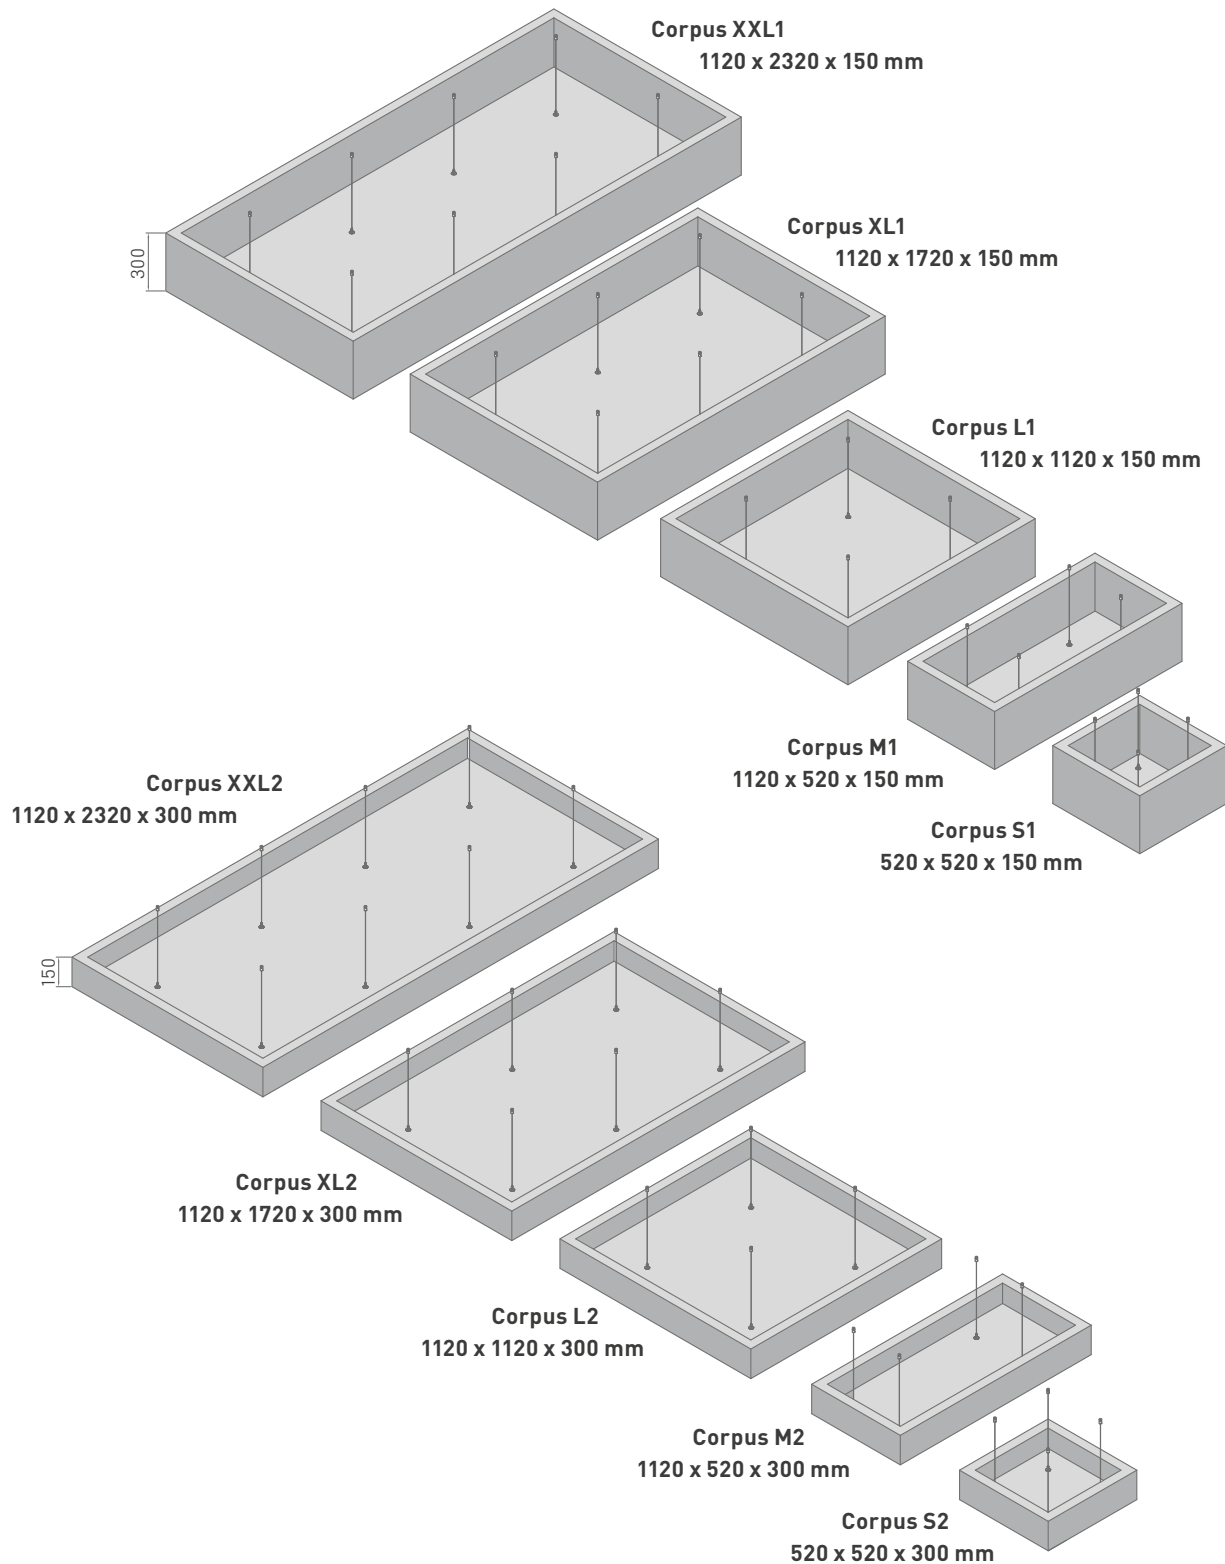 Corpus XXL1
1120 x 2320 x 150 mm
300
Corpus XL1
1120 x 1720 x 150 mm
Corpus L1
1120 x 1120 x 150 mm
Corpus M1
1120 x 520 x 150 mm
Corpus S1
520 x 520 x 150 mm
Corpus XXL2
1120 x 2320 x 300 mm
150
Corpus XL2
1120 x 1720 x 300 mm
Corpus L2
1120 x 1120 x 300 mm
Corpus M2
1120 x 520 x 300 mm
Corpus S2
520 x 520 x 300 mm